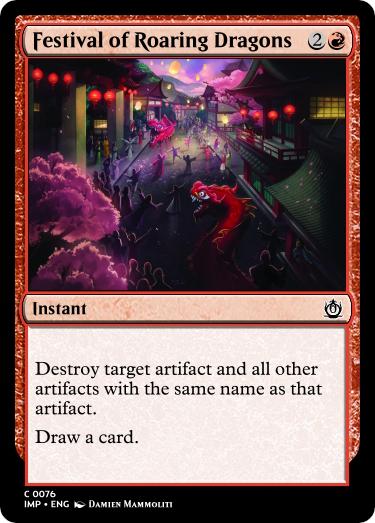 Festival of Roaring Dragons 2
Instant
Destroy target artifact and all other
artifacts with the same name as that
artifact.
Draw a card.
C 0076
IMP • ENG Damien Mammoliti